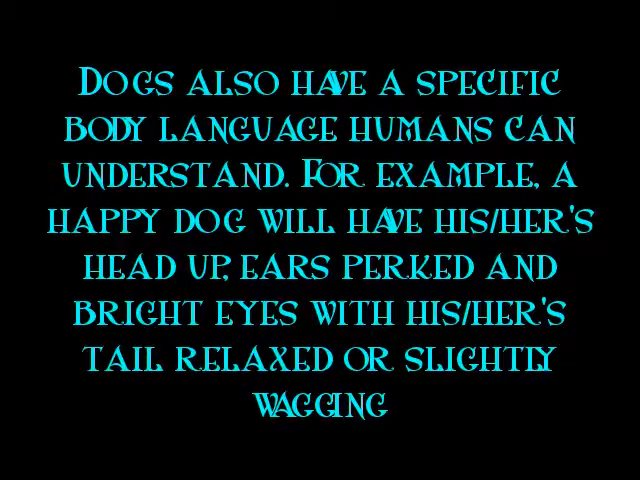 Dogs also have a specific
body language humans can
understand. For example, a
happy dog will have his/her's
head up, ears perked and
bright eyes with his/her's
tail relaxed or slightly
wagging